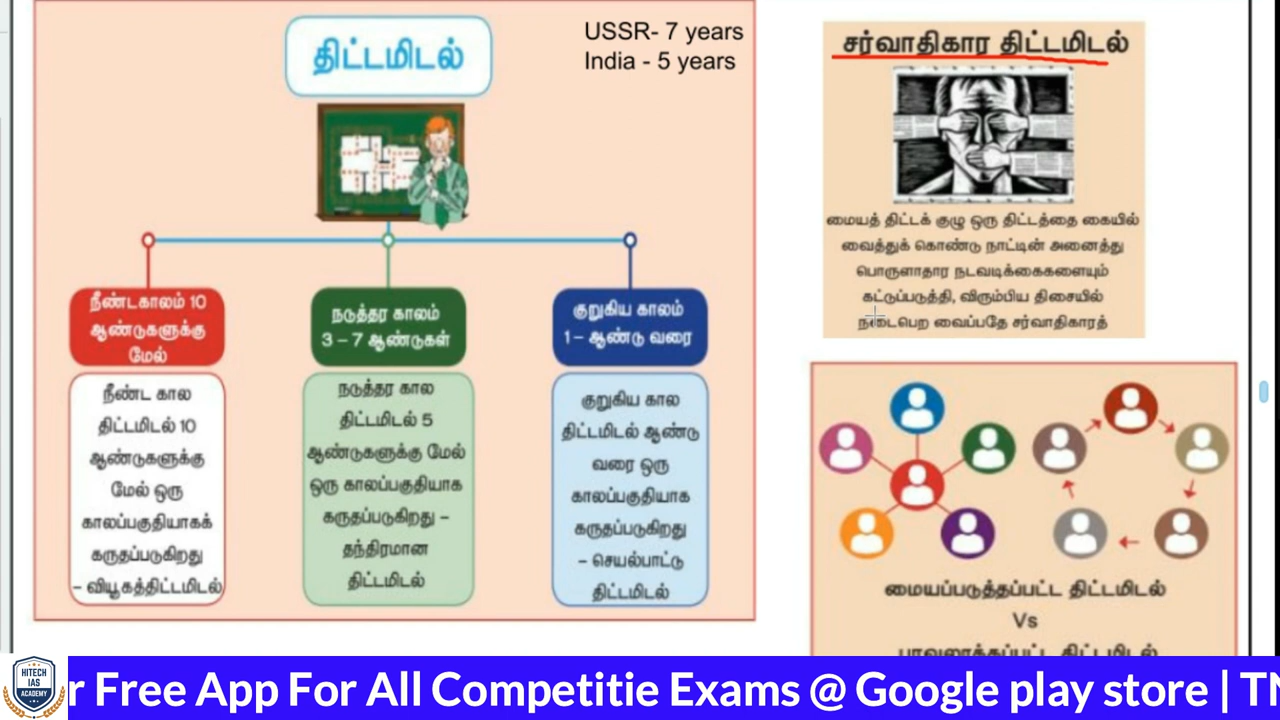 திட்டமிடல்
USSR- 7 years
India - 5 years
நீண்டகாலம் 10
ஆண்டுகளுக்கு
மேல்
நடுத்தர காலம்
3 – 7 ஆண்டுகள்
குறுகிய காலம்
1 – ஆண்டு வரை
நீண்ட கால
திட்டமிடல் 10
ஆண்டுகளுக்கு
மேல் ஒரு
காலப்பகுதியாகக்
கருதப்படுகிறது
– வியூகத்திட்டமிடல்
நடுத்தர கால
திட்டமிடல் 5
ஆண்டுகளுக்கு மேல்
ஒரு காலப்பகுதியாக
கருதப்படுகிறது –
தந்திரமான
திட்டமிடல்
குறுகிய கால
திட்டமிடல் ஆண்டு
வரை ஒரு
காலப்பகுதியாக
கருதப்படுகிறது
– செயல்பாட்டு
திட்டமிடல்
சர்வாதிகார திட்டமிடல்
மையத் திட்டக் குழு ஒரு திட்டத்தை கையில்
வைத்துக் கொண்டு நாட்டின் அனைத்து
பொருளாதார நடவடிக்கைகளையும்
கட்டுப்படுத்தி, விரும்பிய திசையில்
நடைபெற வைப்பதே சர்வாதிகாரத்
மையப்படுத்தப்பட்ட திட்டமிடல்
Vs
HITECH
IAS
ACADEMY
r Free App For All Competitie Exams @ Google play store | TN